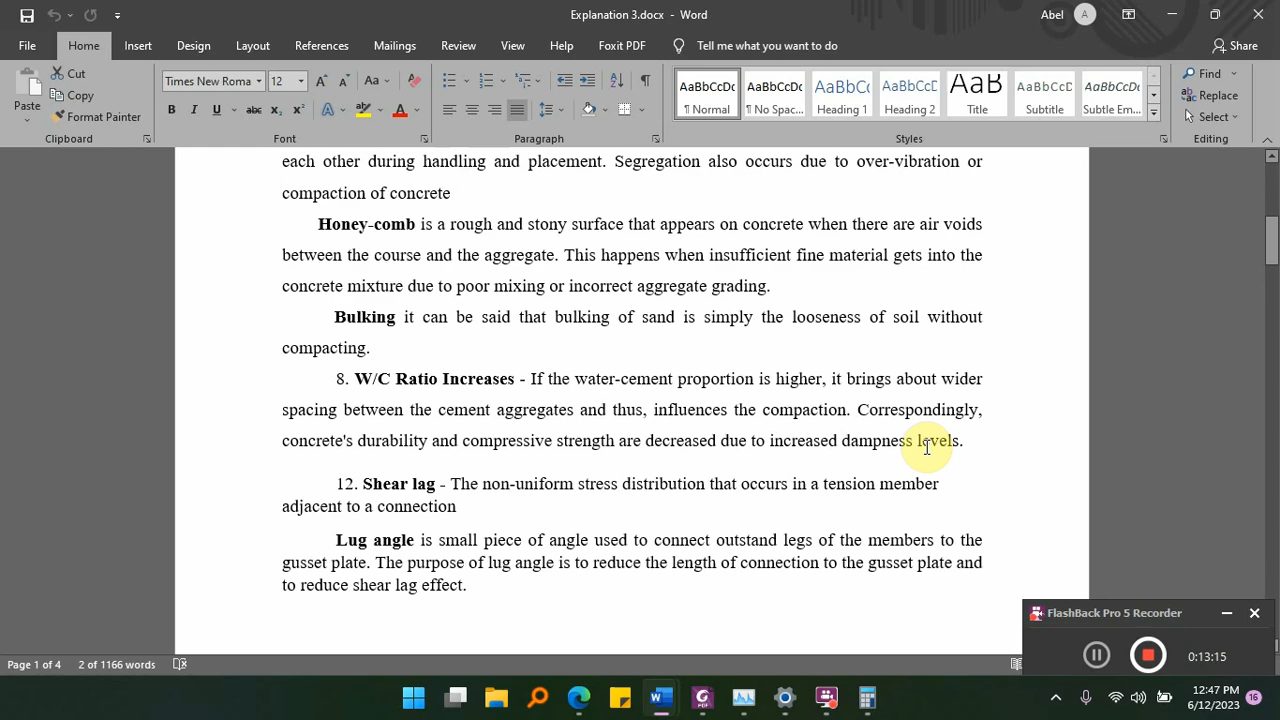 Explanation 3.docx - Word
Abel
A
File
Home
Insert
Design
Layout
References
Mailings
Review
View
Help
Foxit PDF
Tell me what you want to do
Share
Paste
Cut
Copy
Format Painter
Clipboard
Times New Roma
12
Aa
B I U abc x₂ x²
Font
Paragraph
AaBbCcDc
¶ Normal
AaBbCcDc
¶ No Spac...
AaBbCc
Heading 1
AaBbCcD
Heading 2
AaB
Title
AaBbCcD
Subtitle
AaBbCcDc
Subtle Em...
Styles
Find
Replace
Select
Editing
each other during handling and placement. Segregation also occurs due to over-vibration or
compaction of concrete
Honey-comb is a rough and stony surface that appears on concrete when there are air voids
between the course and the aggregate. This happens when insufficient fine material gets into the
concrete mixture due to poor mixing or incorrect aggregate grading.
Bulking it can be said that bulking of sand is simply the looseness of soil without
compacting.
8. W/C Ratio Increases - If the water-cement proportion is higher, it brings about wider
spacing between the cement aggregates and thus, influences the compaction. Correspondingly,
concrete's durability and compressive strength are decreased due to increased dampness levels.
12. Shear lag - The non-uniform stress distribution that occurs in a tension member
adjacent to a connection
Lug angle is small piece of angle used to connect outstand legs of the members to the
gusset plate. The purpose of lug angle is to reduce the length of connection to the gusset plate and
to reduce shear lag effect.
FlashBack Pro 5 Recorder
0:13:15
Page 1 of 4
2 of 1166 words
12:47 PM
6/12/2023
16